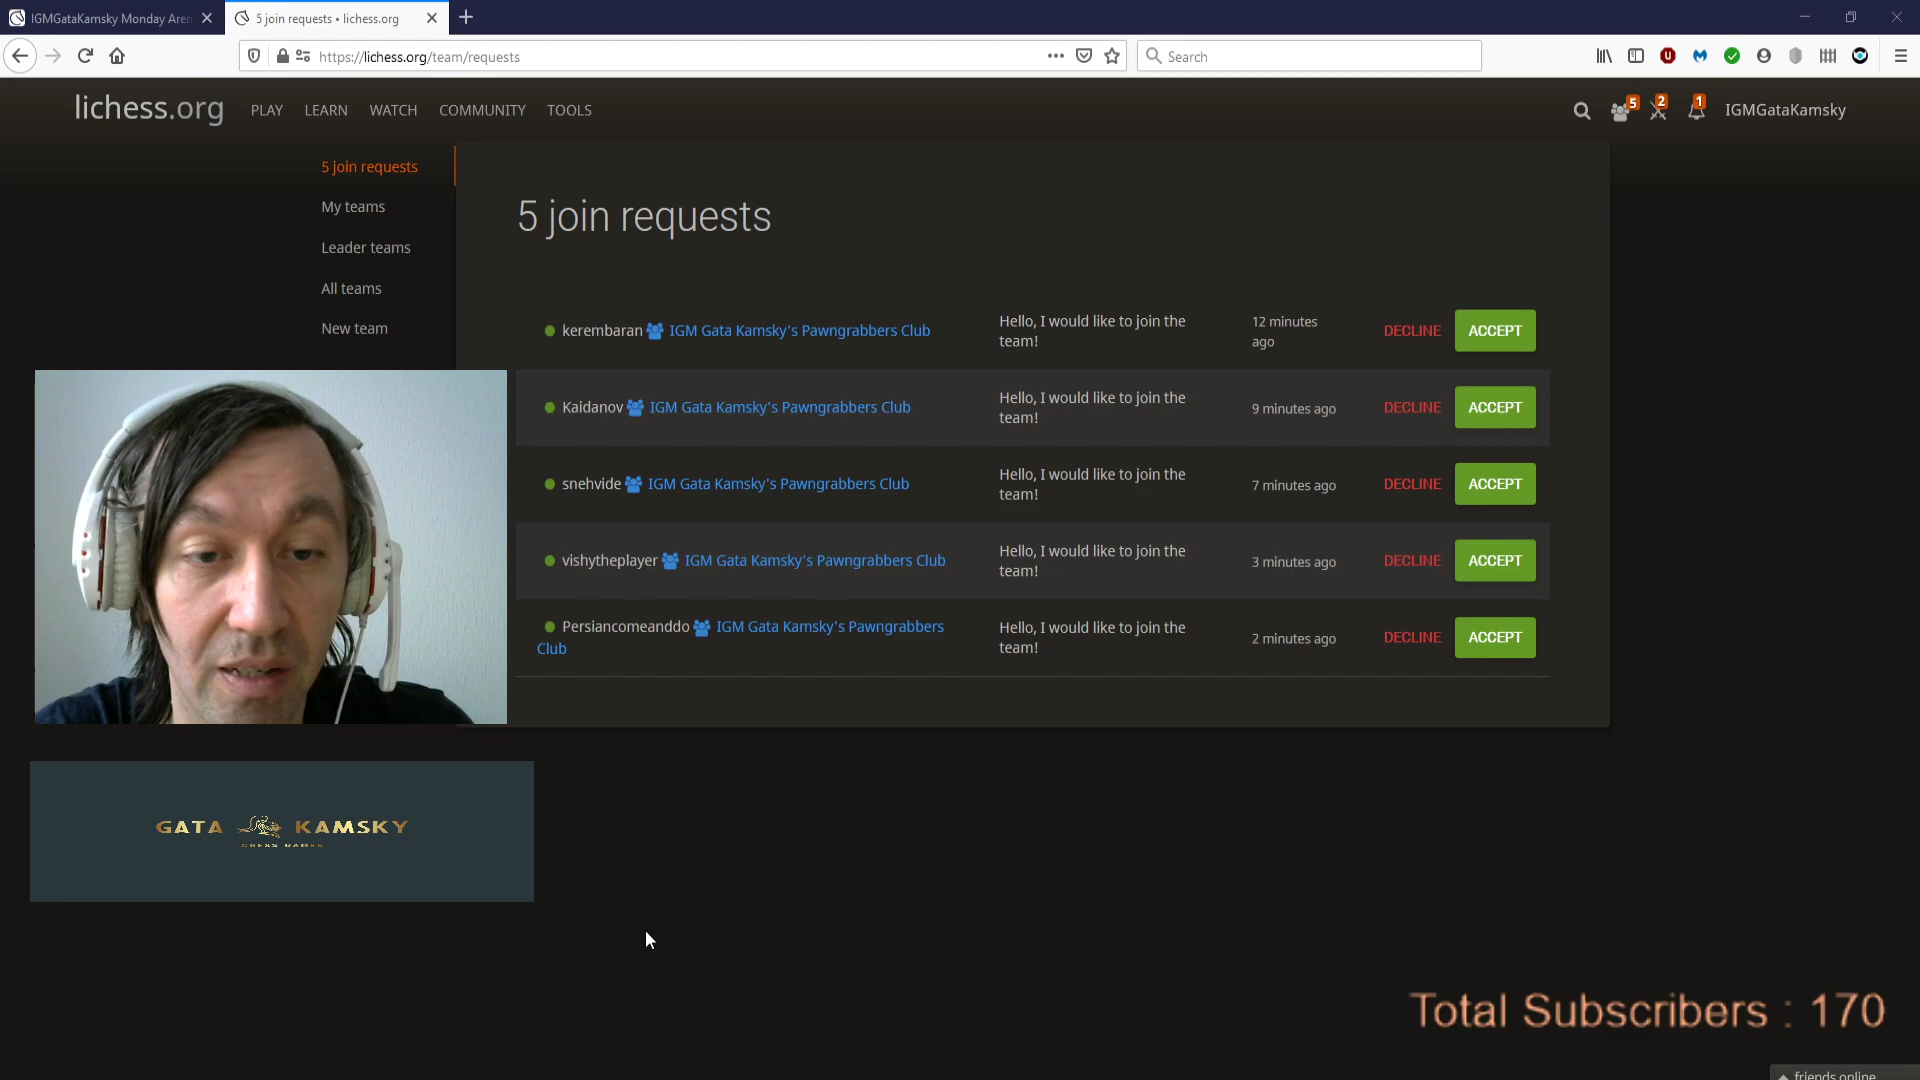 IGMGataKamsky Monday Aren
5 join requests • lichess.org
https://lichess.org/team/requests
Search
lichess.org
PLAY
LEARN
WATCH
COMMUNITY
TOOLS
5
2
1
IGMGataKamsky
5 join requests
My teams
Leader teams
All teams
New team
5 join requests
kerembaran IGM Gata Kamsky's Pawngrabbers Club
Hello, I would like to join the
team!
12 minutes
ago
DECLINE
ACCEPT
Kaidanov IGM Gata Kamsky's Pawngrabbers Club
Hello, I would like to join the
team!
9 minutes ago
DECLINE
ACCEPT
snehvide IGM Gata Kamsky's Pawngrabbers Club
Hello, I would like to join the
team!
7 minutes ago
DECLINE
ACCEPT
vishytheplayer IGM Gata Kamsky's Pawngrabbers Club
Hello, I would like to join the
team!
3 minutes ago
DECLINE
ACCEPT
Persiancomeanddo IGM Gata Kamsky's Pawngrabbers
Club
Hello, I would like to join the
team!
2 minutes ago
DECLINE
ACCEPT
GATA KAMSKY
Total Subscribers : 170
friends online